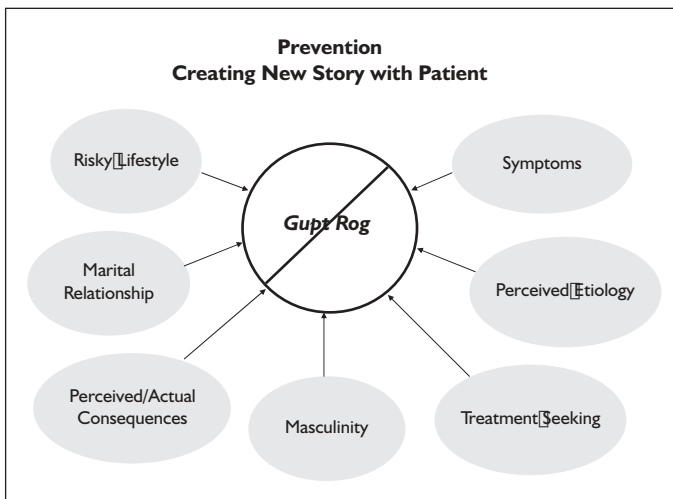 Prevention
Creating New Story with Patient
Risky Lifestyle
Symptoms
Gupt Rog
Marital
Relationship
Perceived Etiology
Perceived/Actual
Consequences
Masculinity
Treatment Seeking